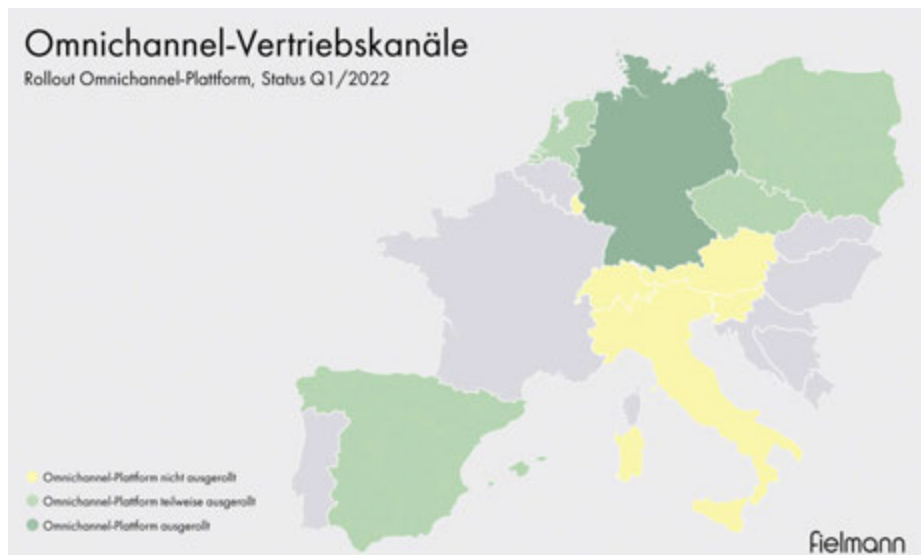 Omnichannel-Vertriebskanäle
Rollout Omnichannel-Plattform, Status Q1/2022
Omnichannel-Plattform nicht ausgerollt
Omnichannel-Plattform teilweise ausgerollt
Omnichannel-Plattform ausgerollt
fielmann